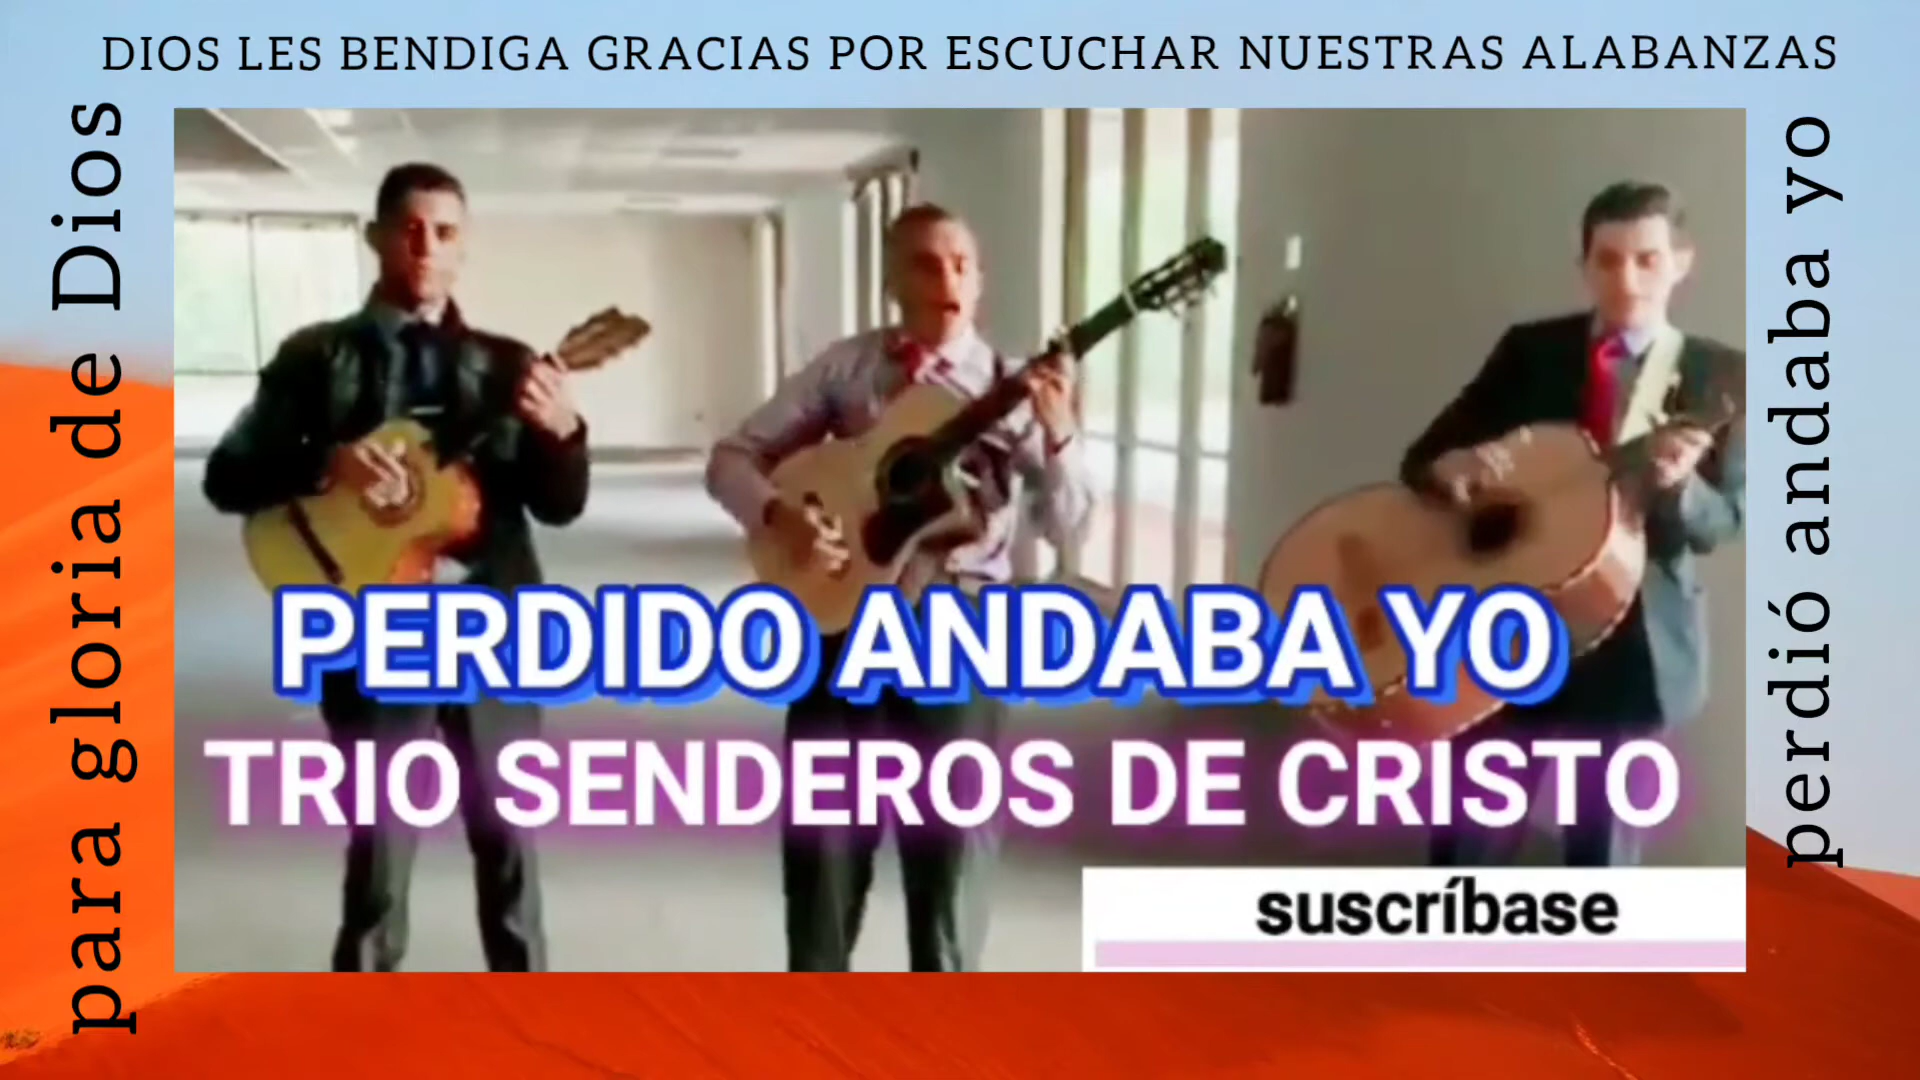 DIOS LES BENDIGA GRACIAS POR ESCUCHAR NUESTRAS ALABANZAS
para gloria de Dios
PERDIDO ANDABA YO
TRIO SENDEROS DE CRISTO
suscríbase
perdió andaba yo